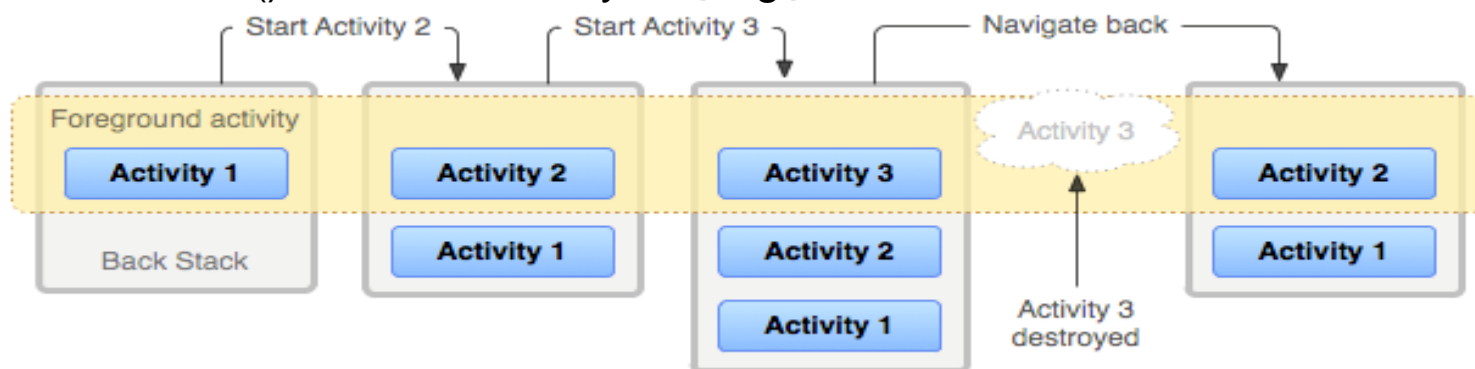 Start Activity 2
Start Activity 3
Navigate back
Foreground activity
Activity 1
Back Stack
Activity 2
Activity 1
Activity 3
Activity 2
Activity 1
Activity 3
Activity 3
destroyed
Activity 2
Activity 1